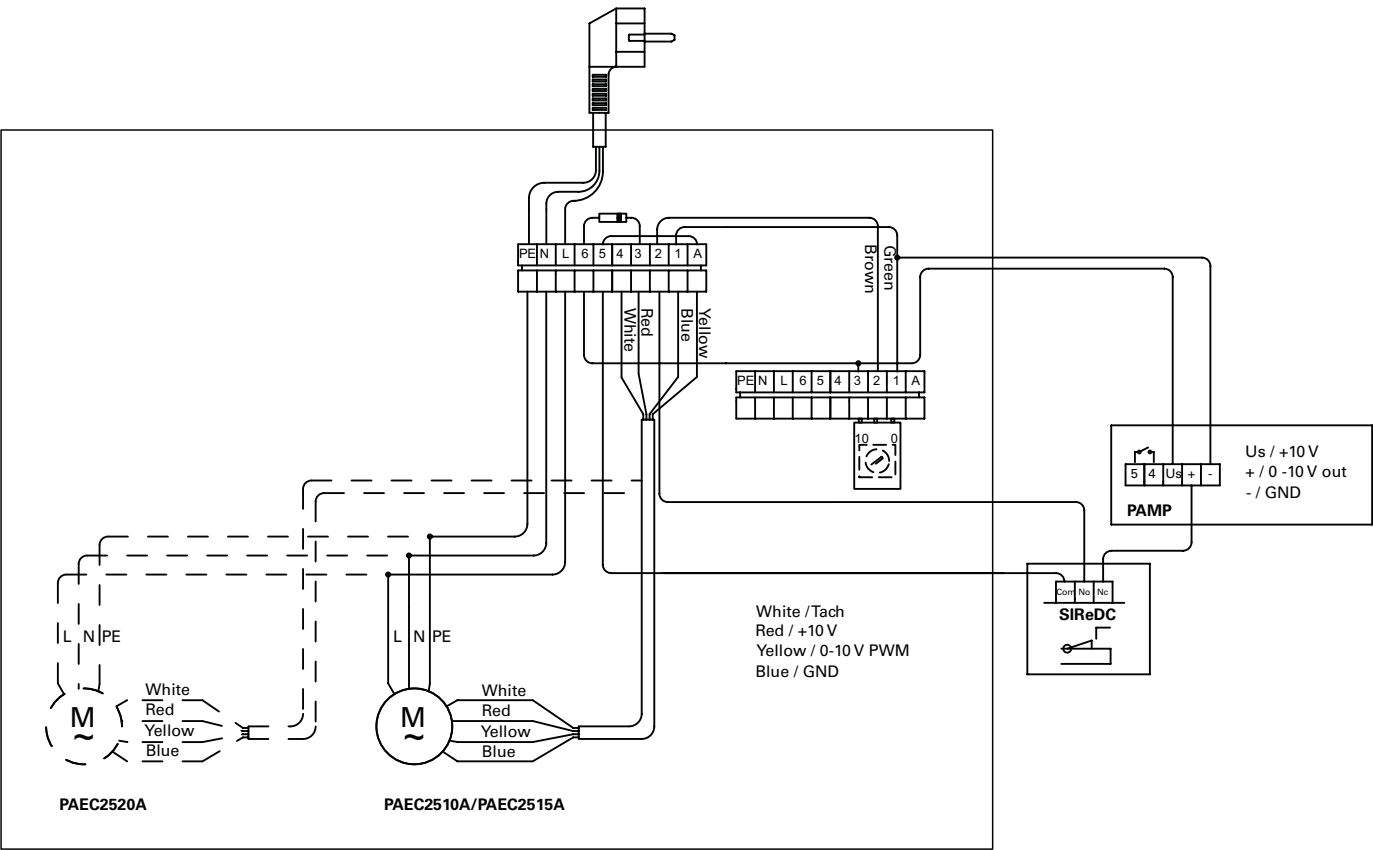 PE N L 6 5 4 3 2 1 A
Green
Brown
White
Red
Blue
Yellow
PE N L 6 5 4 3 2 1 A
10 0
5 4 Us + -
PAMP
Us / +10 V
+ / 0 -10 V out
- / GND
Com No Nc
SIReDC
White / Tach
Red / +10 V
Yellow / 0-10 V PWM
Blue / GND
L N PE
L N PE
M
~
White
Red
Yellow
Blue
M
~
White
Red
Yellow
Blue
PAEC2520A
PAEC2510A/PAEC2515A